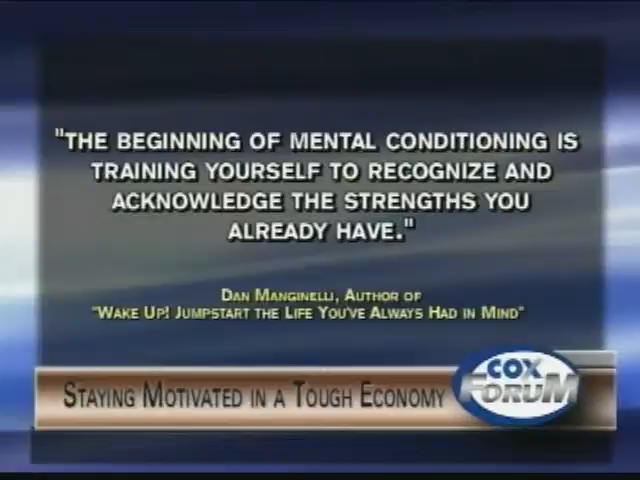 "THE BEGINNING OF MENTAL CONDITIONING IS
TRAINING YOURSELF TO RECOGNIZE AND
ACKNOWLEDGE THE STRENGTHS YOU
ALREADY HAVE."
DAN MANGINELLI, AUTHOR OF
"WAKE UP! JUMPSTART THE LIFE YOU'VE ALWAYS HAD IN MIND"
STAYING MOTIVATED IN A TOUGH ECONOMY
COX
FORUM